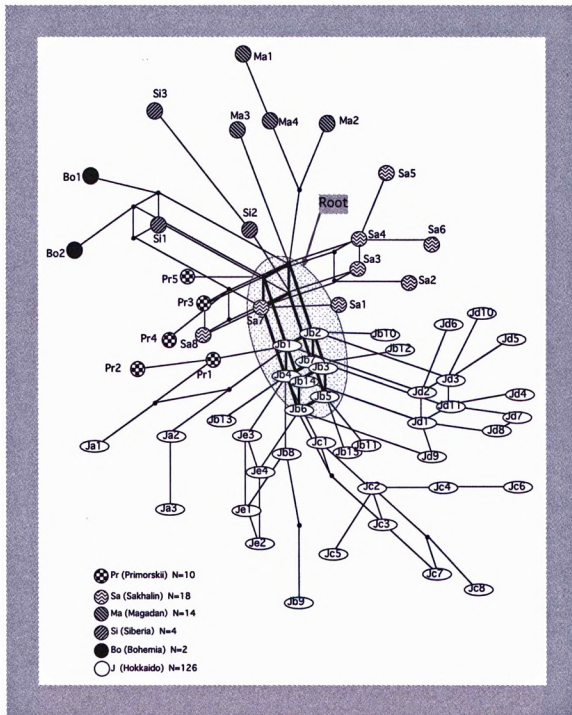 Ma1
Si3
Ma3
Ma4
Ma2
Bo1
Sa5
Root
Si2
Si1
Sa4
Sa6
Bo2
Sa3
Pr5
Sa2
Pr3
Sa7
Sa1
Pr4
Sa8
Jb2
Jb10
Jd6
Jd10
Jb1
Jb12
Jd5
Jb7
Pr2
Pr1
Jb4
Jb3
Jd3
Jb14
Jd2
Jd4
Jb5
Jd11
Jb6
Jd7
Jb13
Jd1
Jd8
Ja1
Ja2
Je3
Jc1
Jb11
Jb8
Jb15
Jd9
Je4
Jc2
Jc4
Jc6
Ja3
Je1
Jc3
Je2
Jc5
Jc7
Jc8
Jb9
Pr (Primorskii) N=10
Sa (Sakhalin) N=18
Ma (Magadan) N=14
Si (Siberia) N=4
Bo (Bohemia) N=2
J (Hokkaido) N=126